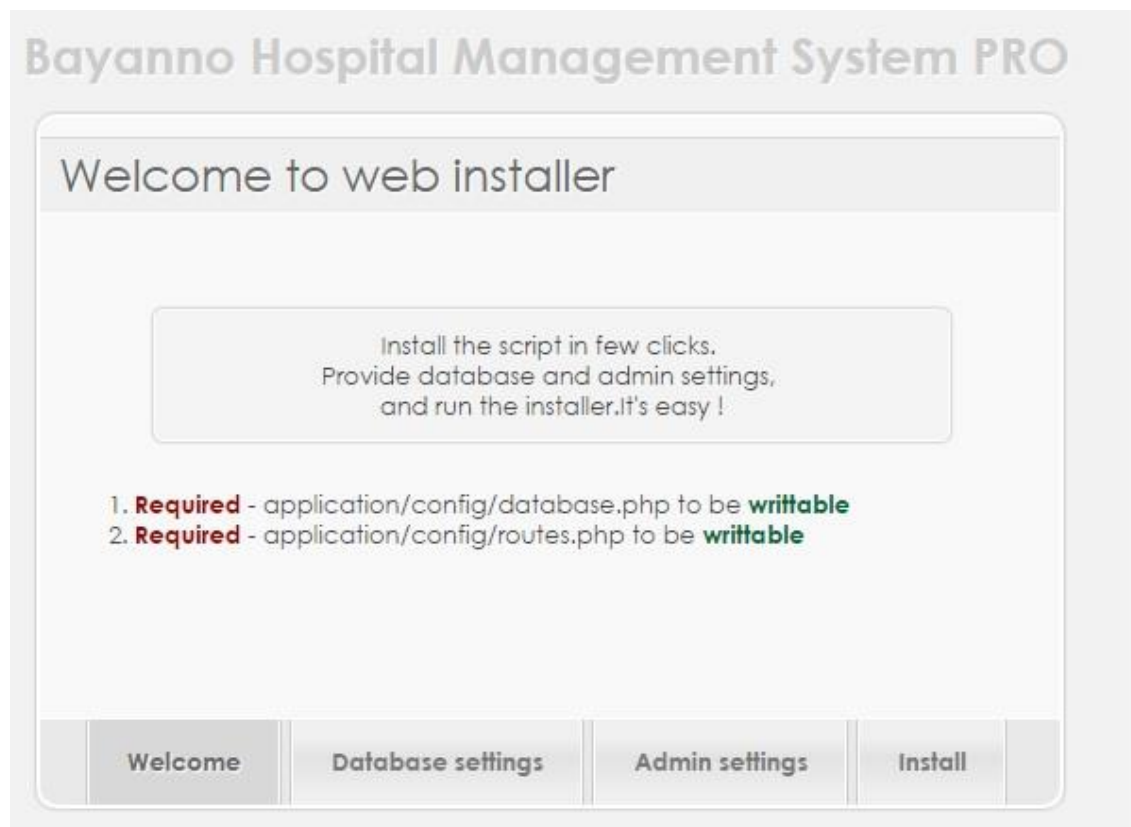 Bayanno Hospital Management System PRO
Welcome to web installer
Install the script in few clicks.
Provide database and admin settings,
and run the installer.It's easy !
1. Required - application/config/database.php to be writtable
2. Required - application/config/routes.php to be writtable
Welcome Database settings Admin settings Install